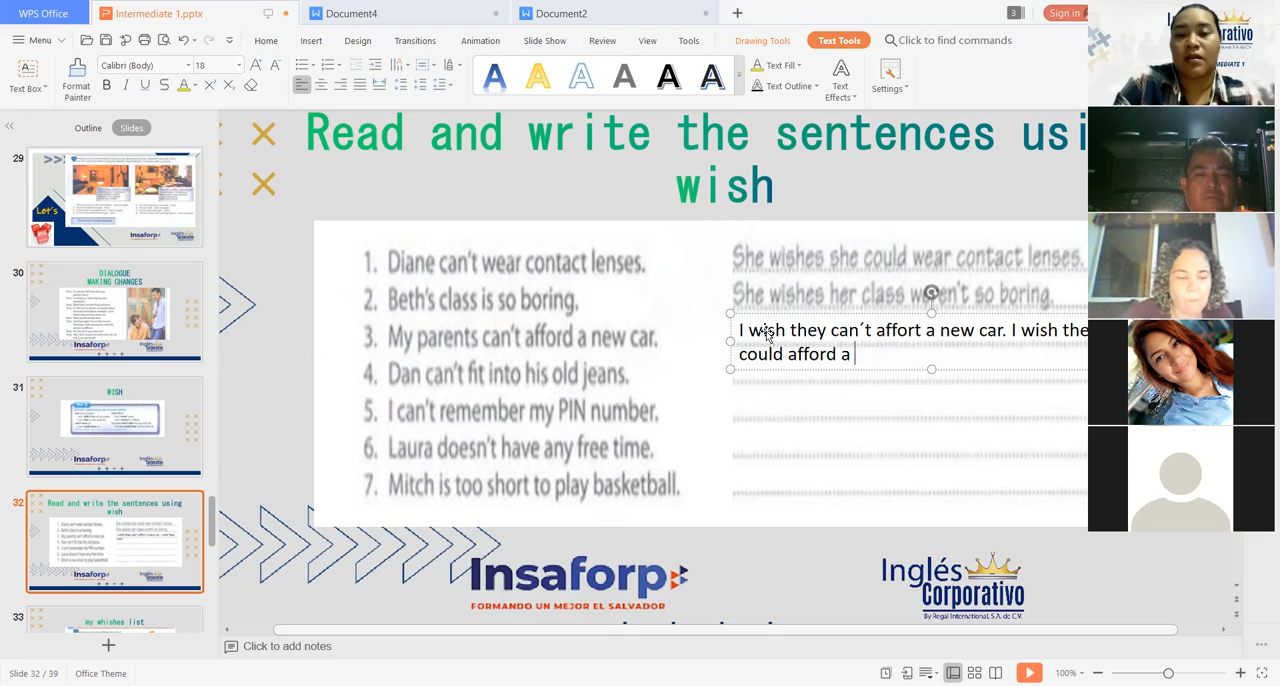 WPS Office
Intermediate 1.pptx
Document4
Document2
3
Sign in
Menu
Home
Insert
Design
Transitions
Animation
Slide Show
Review
View
Tools
Drawing Tools
Text Tools
Click to find commands
Text Box
Format Painter
Calibri (Body)
18
Text Fill
Text Outline
Text Effects
Settings
Outline
Slides
29
Let's
30
DIALOGUE
MAKING CHANGES
31
WISH
32
Read and write the sentences using
wish
33
my whishes list
Read and write the sentences usi
wish
1. Diane can't wear contact lenses.
2. Beth's class is so boring.
3. My parents can't afford a new car.
4. Dan can't fit into his old jeans.
5. I can't remember my PIN number.
6. Laura doesn't have any free time.
7. Mitch is too short to play basketball.
She wishes she could wear contact lenses.
She wishes her class weren't so boring.
I wish they can´t affort a new car. I wish the
could afford a
Insaforp
FORMANDO UN MEJOR EL SALVADOR
Inglés
Corporativo
By Regal International, S.A. de C.V.
Click to add notes
Slide 32 / 39
Office Theme
100%